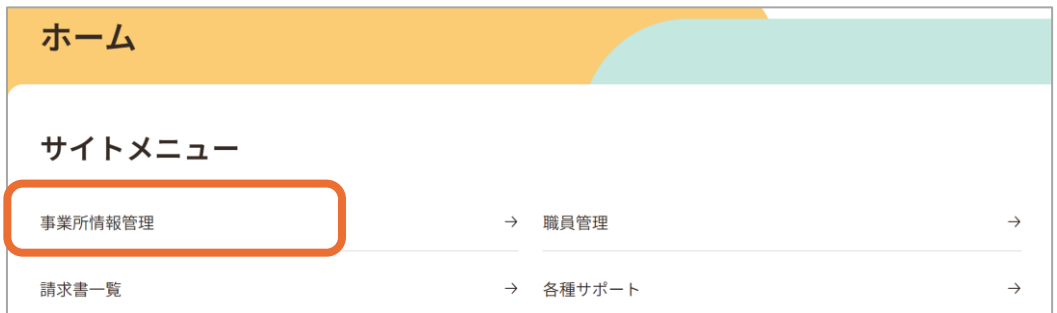 ホーム
サイトメニュー
事業所情報管理 → 職員管理 →
請求書一覧 → 各種サポート →